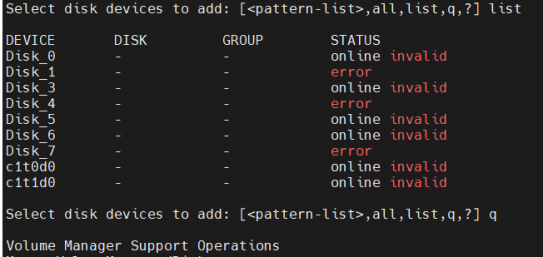 Select disk devices to add: [<pattern-list>,all,list,q,?] list
DEVICE DISK GROUP STATUS
Disk_0 - - online invalid
Disk_1 - - error
Disk_3 - - online invalid
Disk_4 - - error
Disk_5 - - online invalid
Disk_6 - - online invalid
Disk_7 - - error
c1t0d0 - - online invalid
c1t1d0 - - online invalid
Select disk devices to add: [<pattern-list>,all,list,q,?] q
Volume Manager Support Operations